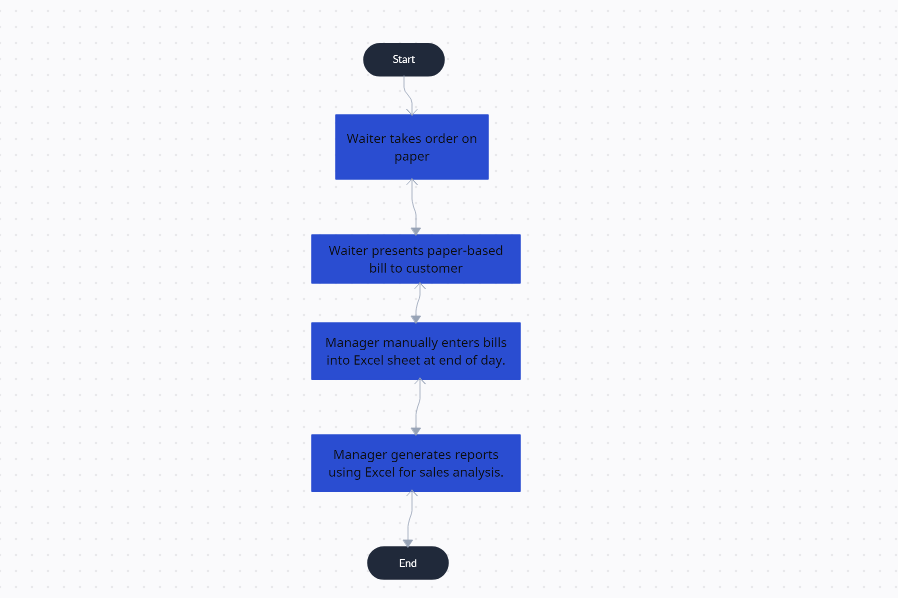 Start
Waiter takes order on
paper
Waiter presents paper-based
bill to customer
Manager manually enters bills
into Excel sheet at end of day.
Manager generates reports
using Excel for sales analysis.
End